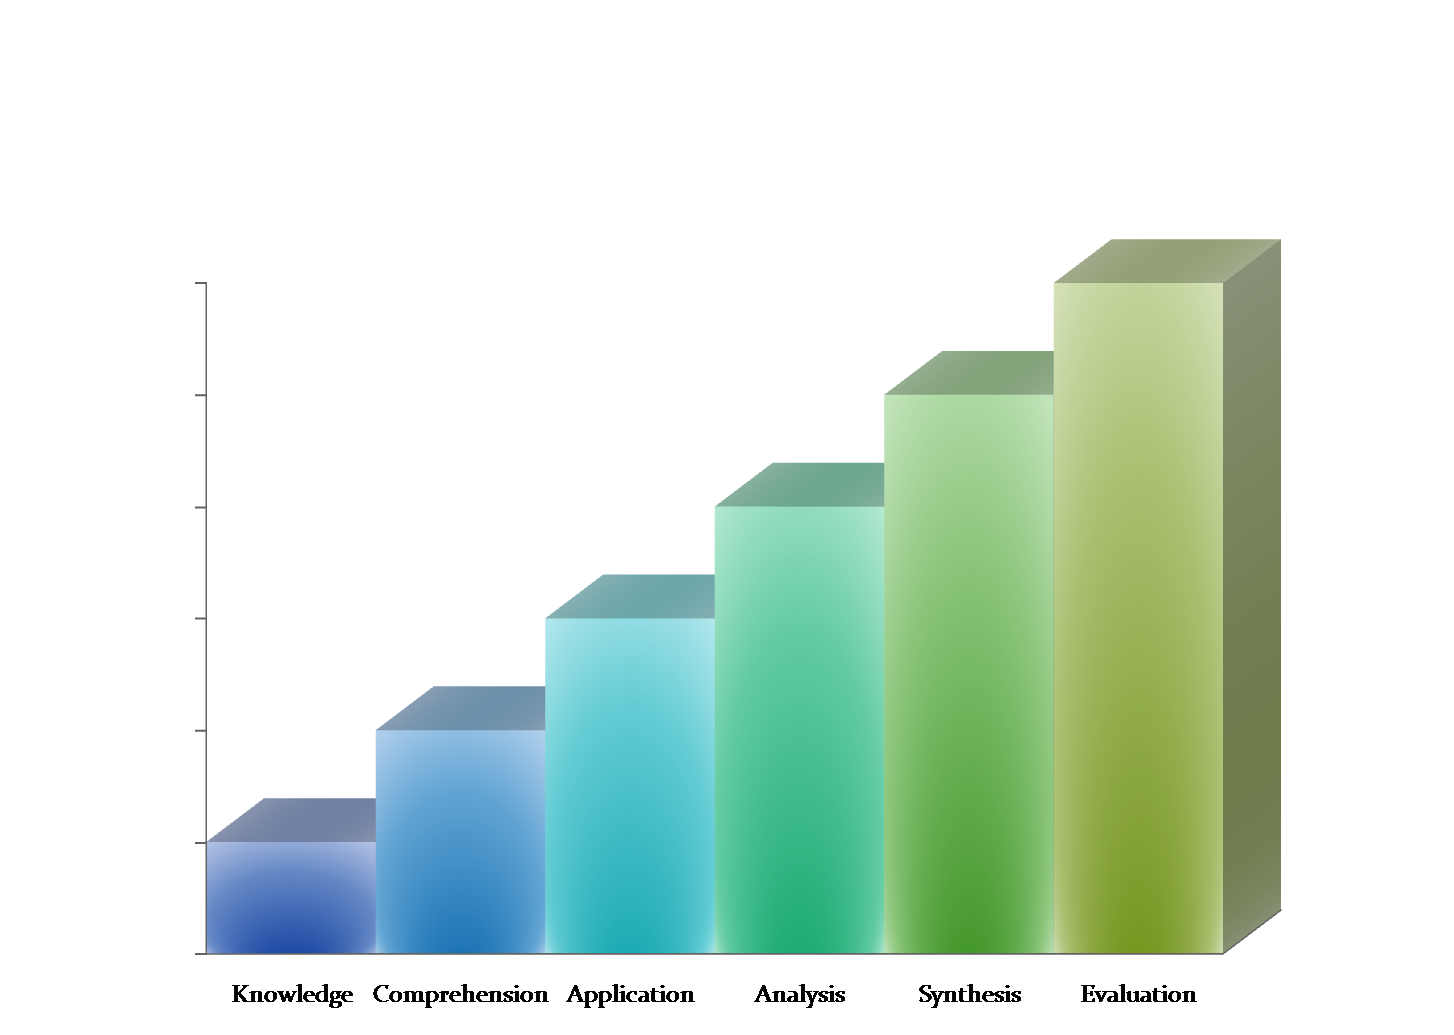 Knowledge Comprehension Application Analysis Synthesis Evaluation